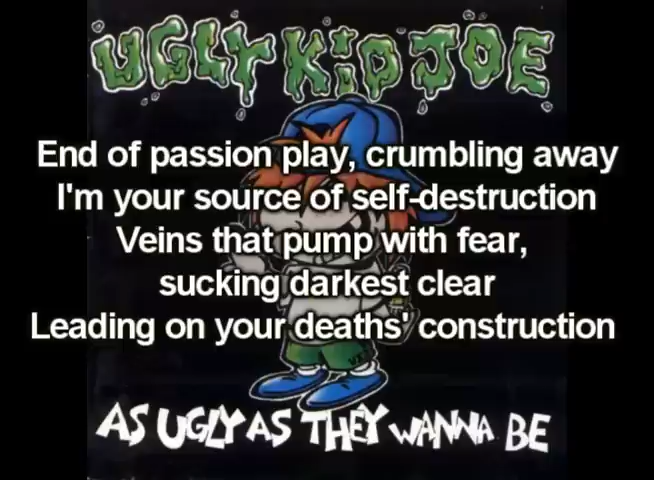 UGLY KID JOE
End of passion play, crumbling away
I'm your source of self-destruction
Veins that pump with fear,
sucking darkest clear
Leading on your deaths' construction
AS UGLY AS THEY WANNA BE